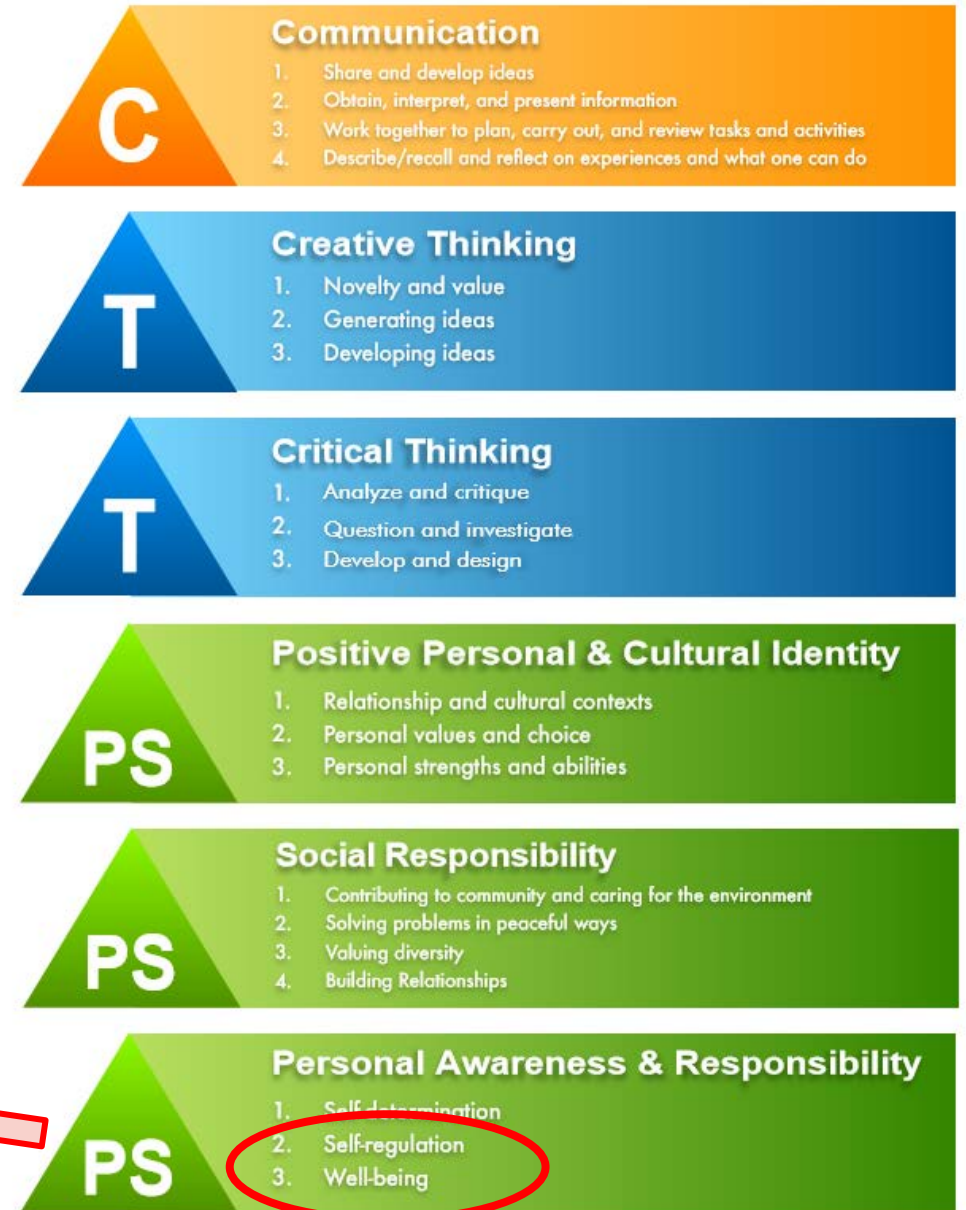 Communication
C
1. Share and develop ideas
2. Obtain, interpret, and present information
3. Work together to plan, carry out, and review tasks and activities
4. Describe/recall and reflect on experiences and what one can do
Creative Thinking
T
1. Novelty and value
2. Generating ideas
3. Developing ideas
Critical Thinking
T
1. Analyze and critique
2. Question and investigate
3. Develop and design
Positive Personal & Cultural Identity
PS
1. Relationship and cultural contexts
2. Personal values and choice
3. Personal strengths and abilities
Social Responsibility
PS
1. Contributing to community and caring for the environment
2. Solving problems in peaceful ways
3. Valuing diversity
4. Building Relationships
Personal Awareness & Responsibility
PS
1. Self-determination
2. Self-regulation
3. Well-being